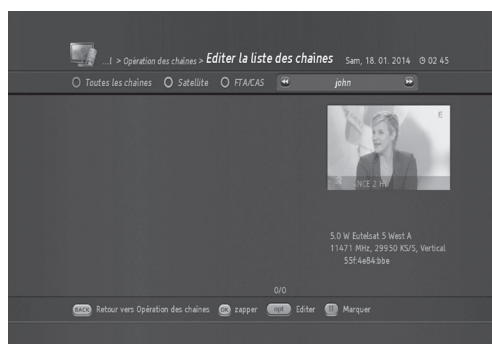 ...l > Opération des chaînes > Editer la liste des chaînes Sam, 18. 01. 2014 02 45
Toutes les chaînes Satellite FTA/CAS john
NCE 2 H
5.0 W Eutelsat 5 West A
11471 MHz, 29950 KS/S, Vertical
55f:4e84:bbe
0/0
BACK Retour vers Opération des chaînes OK zapper opt Editer Marquer